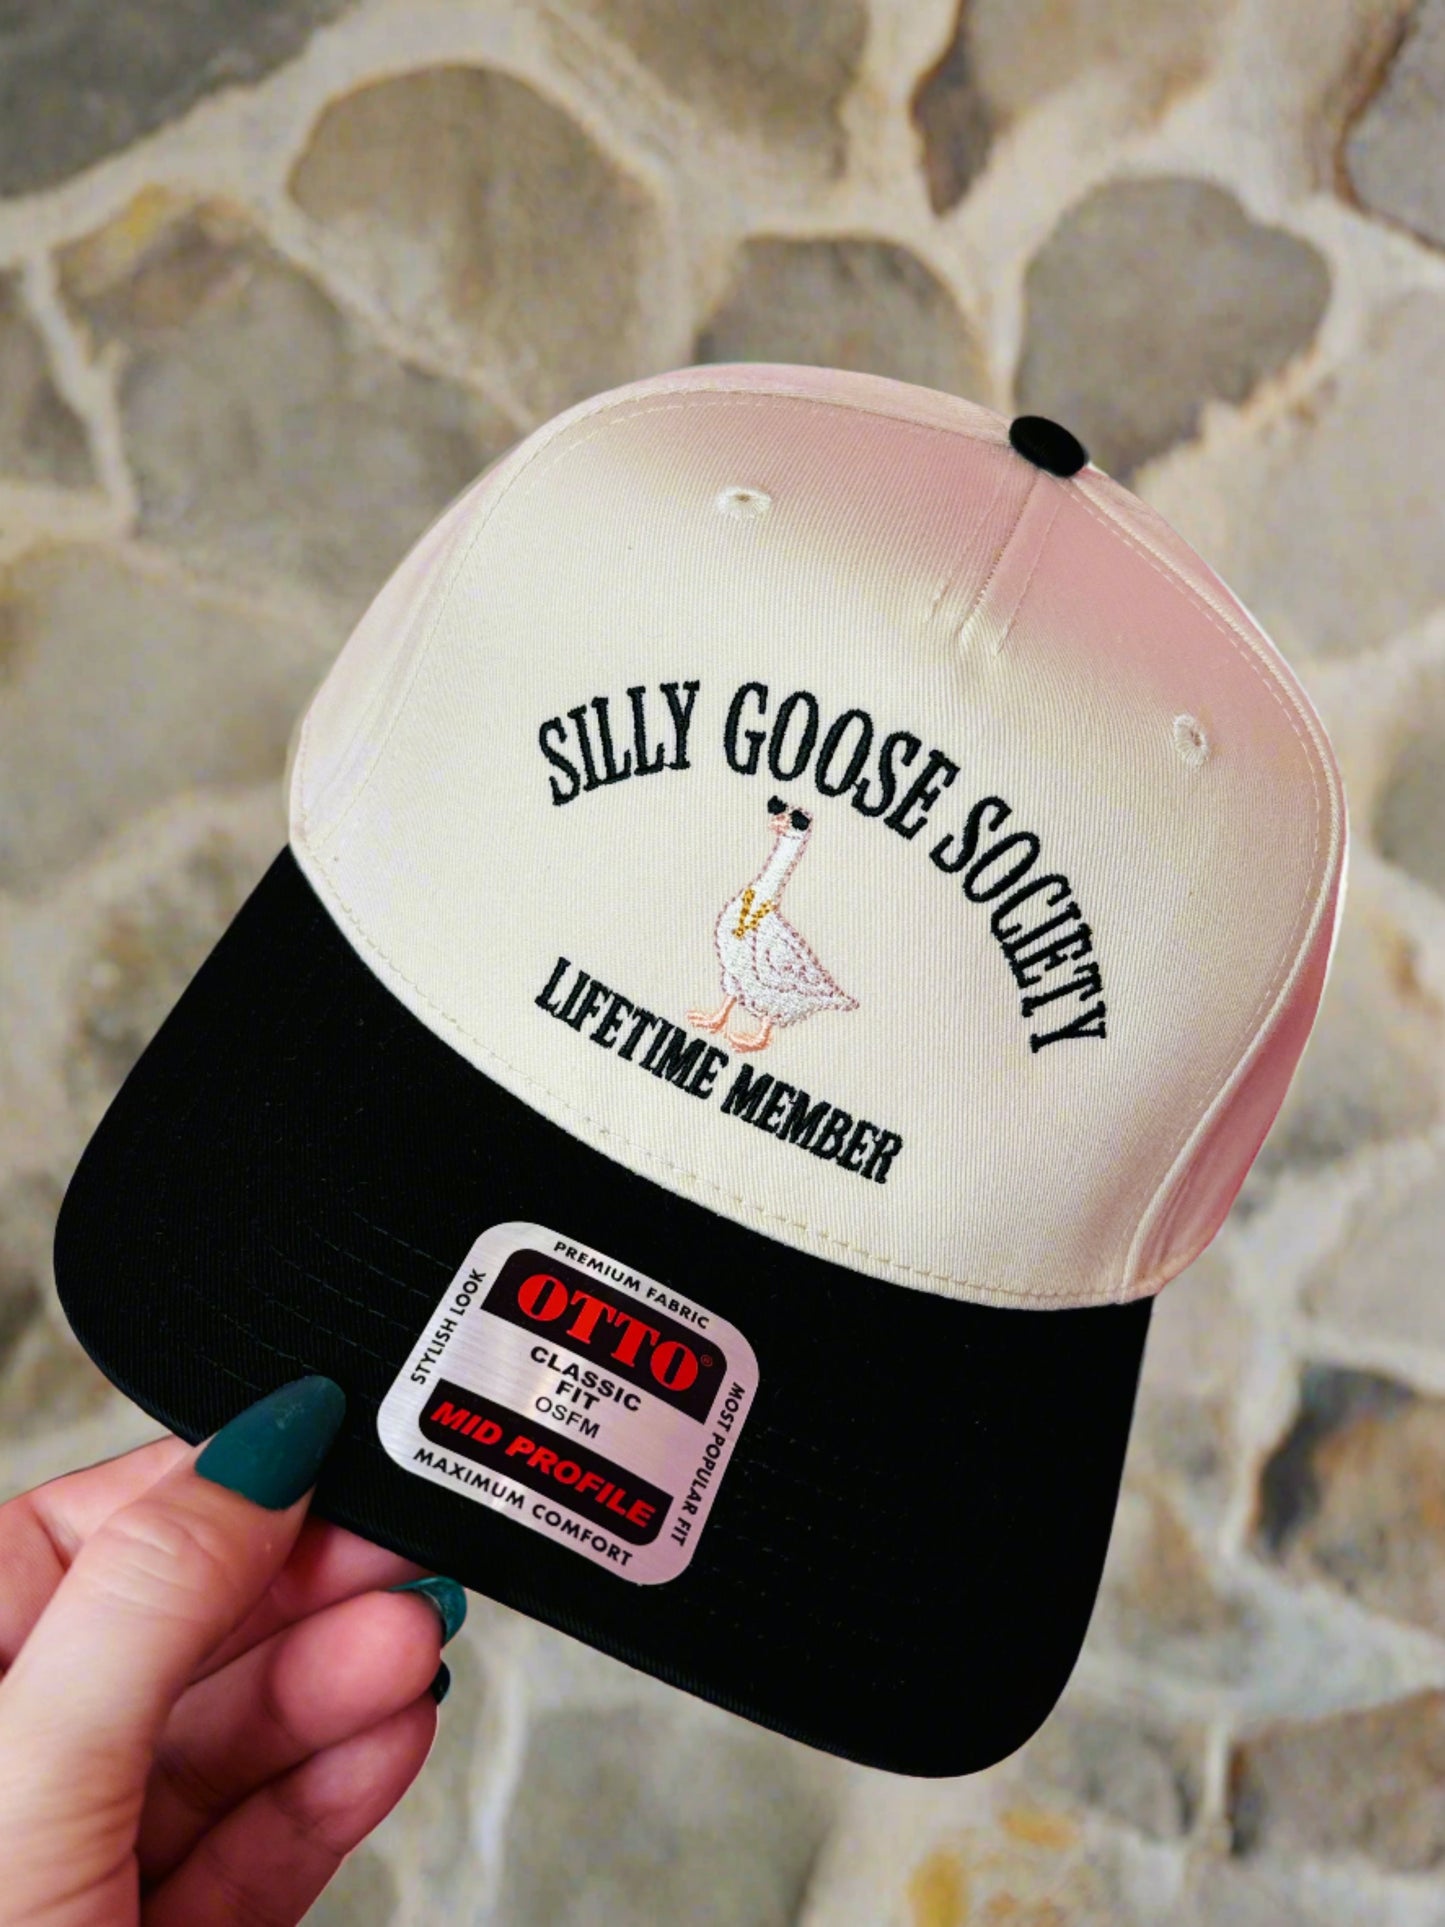 SILLY GOOSE SOCIETY
LIFETIME MEMBER
PREMIUM FABRIC
STYLISH LOOK
OTTO®
CLASSIC
FIT
OSFM
MID PROFILE
MOST POPULAR FIT
MAXIMUM COMFORT